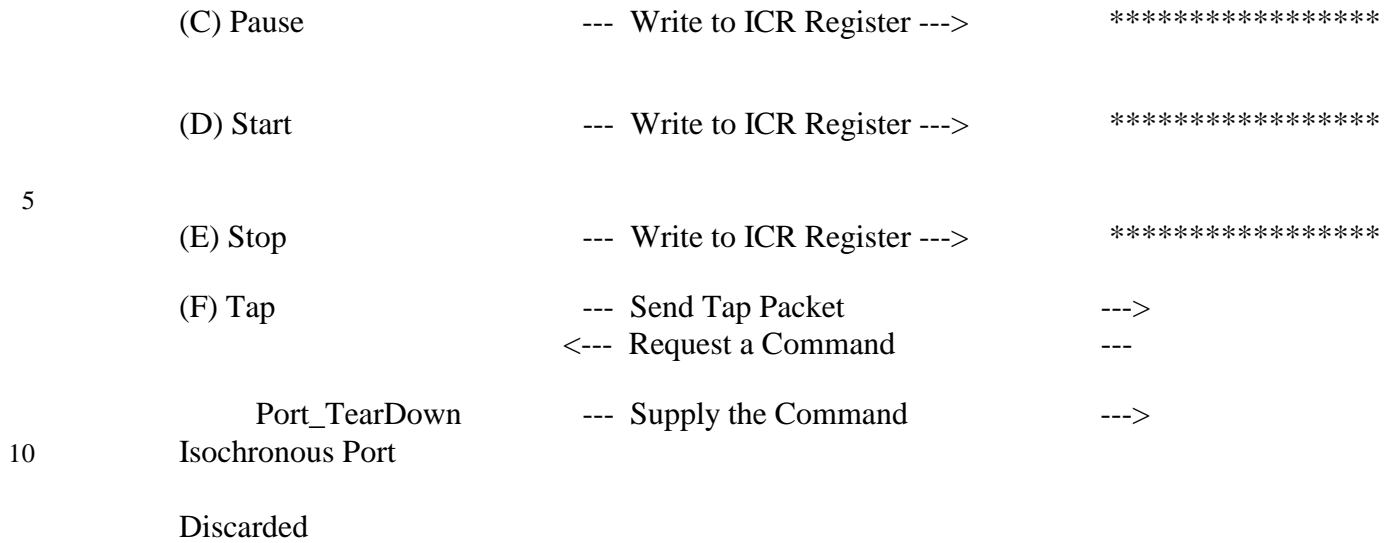 (C) Pause --- Write to ICR Register ---> *****************
(D) Start --- Write to ICR Register ---> *****************
5
(E) Stop --- Write to ICR Register ---> *****************
(F) Tap --- Send Tap Packet --->
<--- Request a Command ---
Port_TearDown --- Supply the Command --->
10 Isochronous Port
Discarded